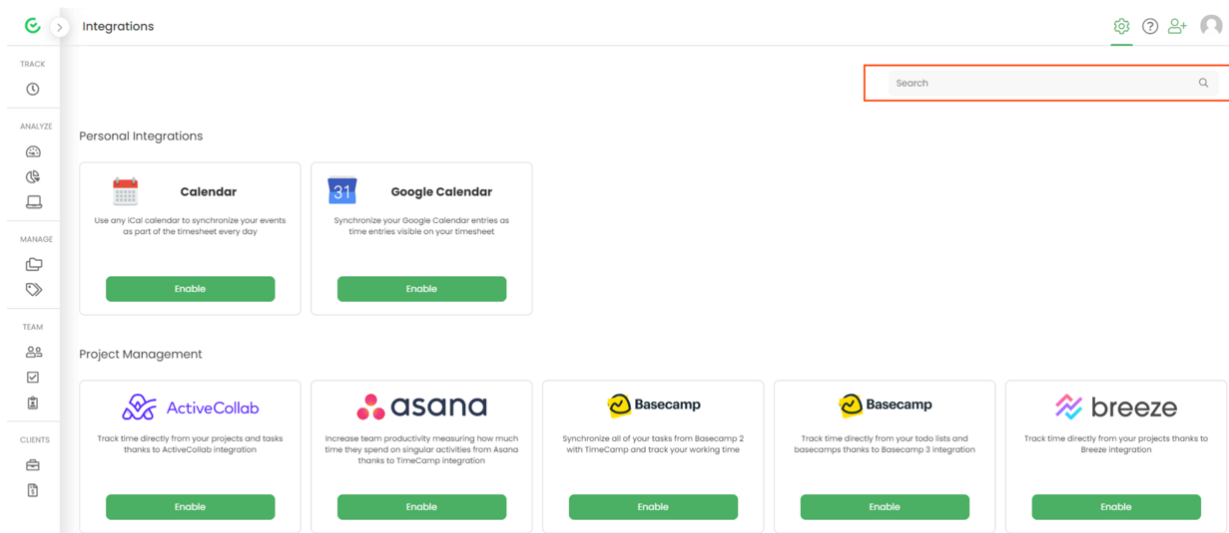 Integrations
TRACK
Search
ANALYZE
Personal Integrations
Calendar
Use any iCal calendar to synchronize your events
as part of the timesheet every day
Enable
31
Google Calendar
Synchronize your Google Calendar entries as
time entries visible on your timesheet
Enable
MANAGE
TEAM
Project Management
ActiveCollab
Track time directly from your projects and tasks
thanks to ActiveCollab integration
Enable
asana
Increase team productivity measuring how much
time they spend on singular activities from Asana
thanks to TimeCamp integration
Enable
Basecamp
Synchronize all of your tasks from Basecamp 2
with TimeCamp and track your working time
Enable
Basecamp
Track time directly from your todo lists and
basecamps thanks to Basecamp 3 integration
Enable
breeze
Track time directly from your projects thanks to
Breeze integration
Enable
CLIENTS